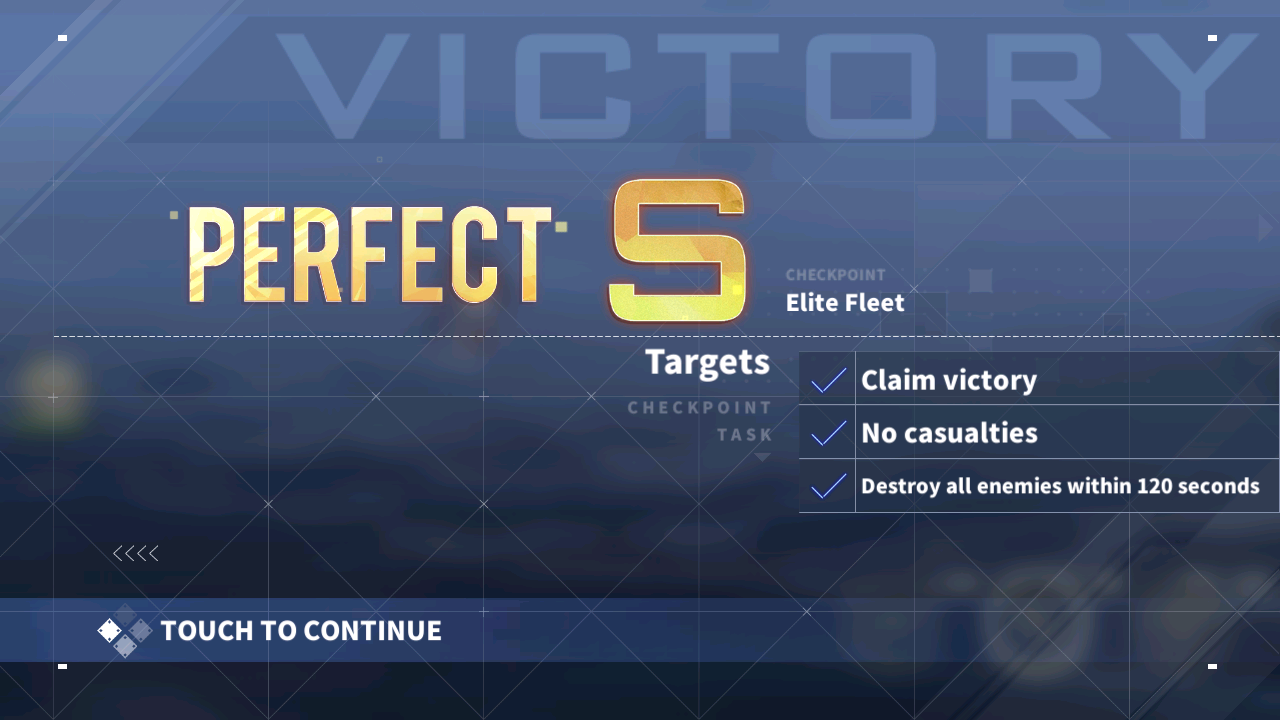 VICTORY
PERFECT S
CHECKPOINT
Elite Fleet
Targets
CHECKPOINT
TASK
Claim victory
No casualties
Destroy all enemies within 120 seconds
TOUCH TO CONTINUE